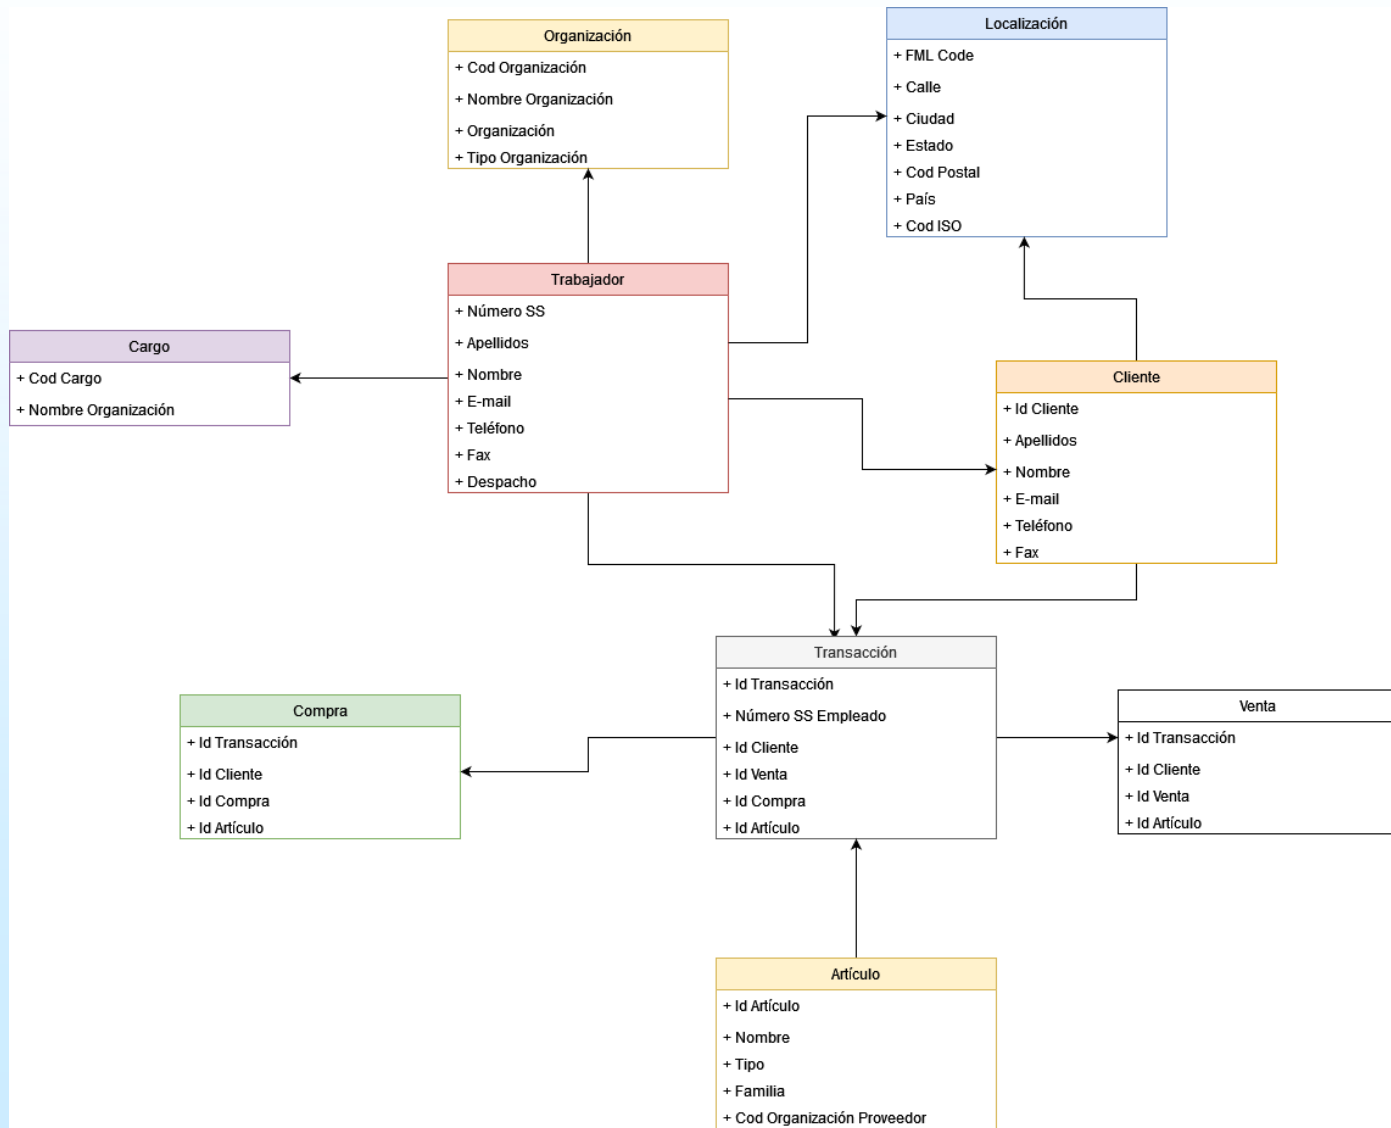 Organización
+ Cod Organización
+ Nombre Organización
+ Organización
+ Tipo Organización
Localización
+ FML Code
+ Calle
+ Ciudad
+ Estado
+ Cod Postal
+ País
+ Cod ISO
Trabajador
+ Número SS
+ Apellidos
+ Nombre
+ E-mail
+ Teléfono
+ Fax
+ Despacho
Cargo
+ Cod Cargo
+ Nombre Organización
Cliente
+ Id Cliente
+ Apellidos
+ Nombre
+ E-mail
+ Teléfono
+ Fax
Transacción
+ Id Transacción
+ Número SS Empleado
+ Id Cliente
+ Id Venta
+ Id Compra
+ Id Artículo
Compra
+ Id Transacción
+ Id Cliente
+ Id Compra
+ Id Artículo
Venta
+ Id Transacción
+ Id Cliente
+ Id Venta
+ Id Artículo
Artículo
+ Id Artículo
+ Nombre
+ Tipo
+ Familia
+ Cod Organización Proveedor